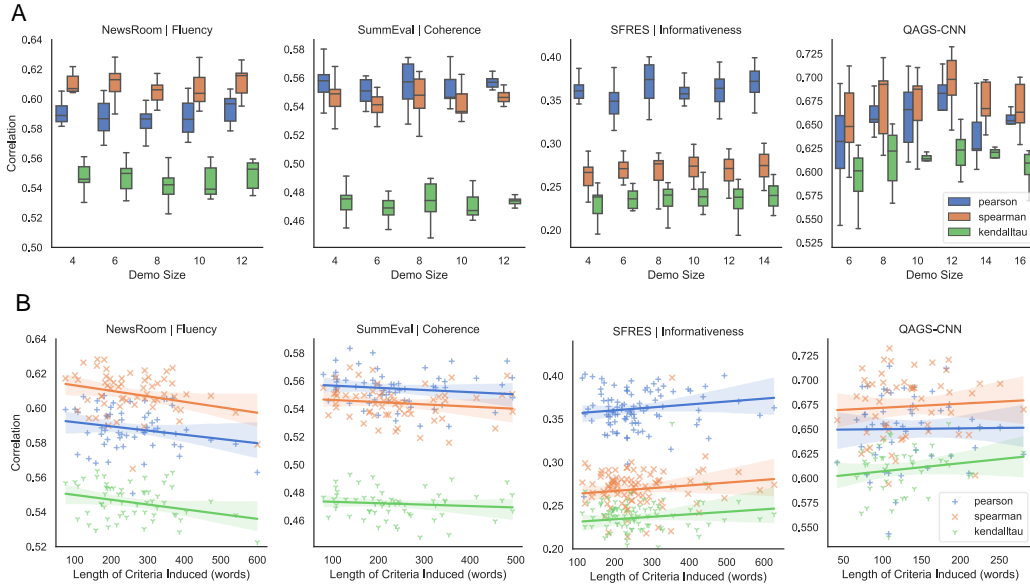 A
NewsRoom | Fluency
SummEval | Coherence
SFRES | Informativeness
QAGS-CNN
Correlation
0.64
0.62
0.60
0.58
0.56
0.54
0.52
0.50
4 6 8 10 12
Demo Size
0.58
0.56
0.54
0.52
0.50
0.48
0.46
4 6 8 10 12
Demo Size
0.40
0.35
0.30
0.25
0.20
4 6 8 10 12 14
Demo Size
0.725
0.700
0.675
0.650
0.625
0.600
0.575
0.550
0.525
6 8 10 12 14 16
Demo Size
pearson
spearman
kendalltau
B
NewsRoom | Fluency
SummEval | Coherence
SFRES | Informativeness
QAGS-CNN
Correlation
0.64
0.62
0.60
0.58
0.56
0.54
0.52
100 200 300 400 500 600
Length of Criteria Induced (words)
0.58
0.56
0.54
0.52
0.50
0.48
0.46
100 200 300 400 500
Length of Criteria Induced (words)
0.40
0.35
0.30
0.25
0.20
100 200 300 400 500 600
Length of Criteria Induced (words)
0.725
0.700
0.675
0.650
0.625
0.600
0.575
0.550
50 100 150 200 250
Length of Criteria Induced (words)
pearson
spearman
kendalltau